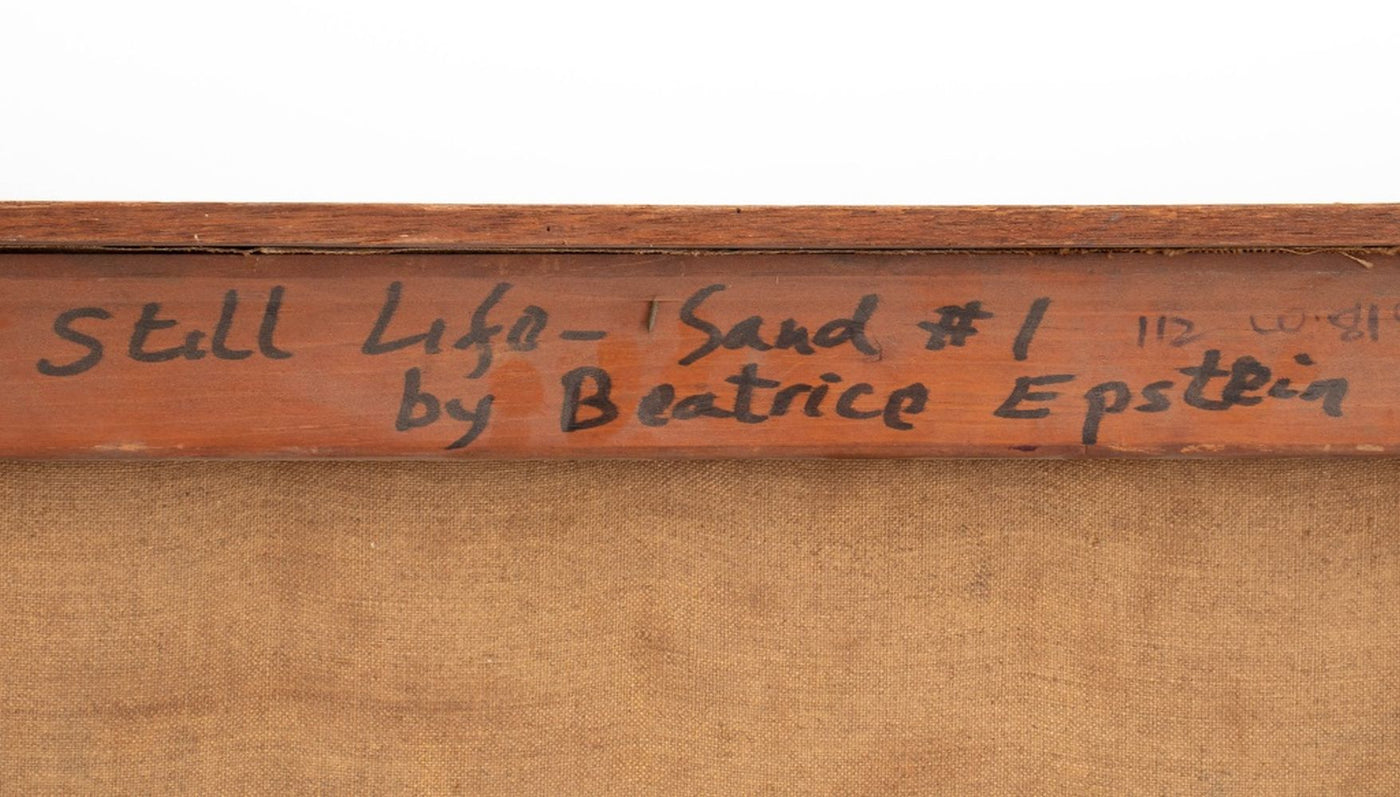 Still Life - Sand #1
by Beatrice Epstein